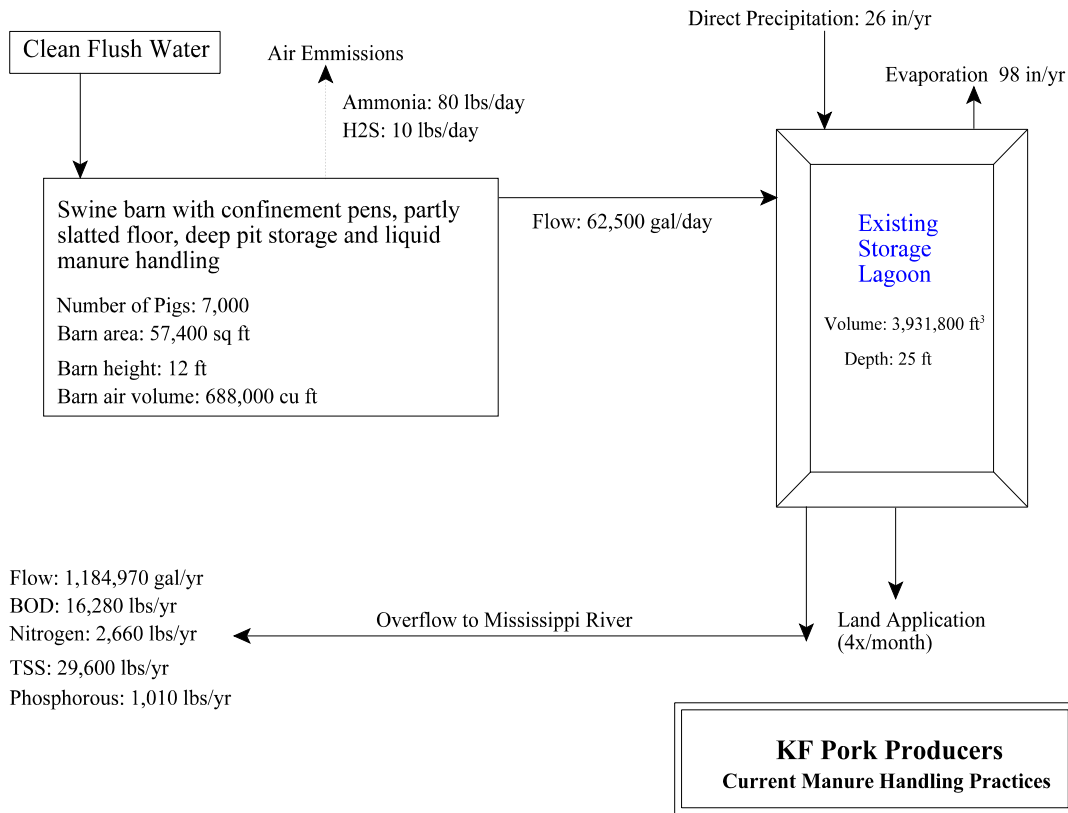 Direct Precipitation: 26 in/yr
Clean Flush Water
Air Emmissions
Evaporation 98 in/yr
Ammonia: 80 lbs/day
H2S: 10 lbs/day
Swine barn with confinement pens, partly
slatted floor, deep pit storage and liquid
manure handling
Number of Pigs: 7,000
Barn area: 57,400 sq ft
Barn height: 12 ft
Barn air volume: 688,000 cu ft
Flow: 62,500 gal/day
Existing
Storage
Lagoon
Volume: 3,931,800 ft³
Depth: 25 ft
Flow: 1,184,970 gal/yr
BOD: 16,280 lbs/yr
Nitrogen: 2,660 lbs/yr
TSS: 29,600 lbs/yr
Phosphorous: 1,010 lbs/yr
Overflow to Mississippi River
Land Application
(4x/month)
KF Pork Producers
Current Manure Handling Practices